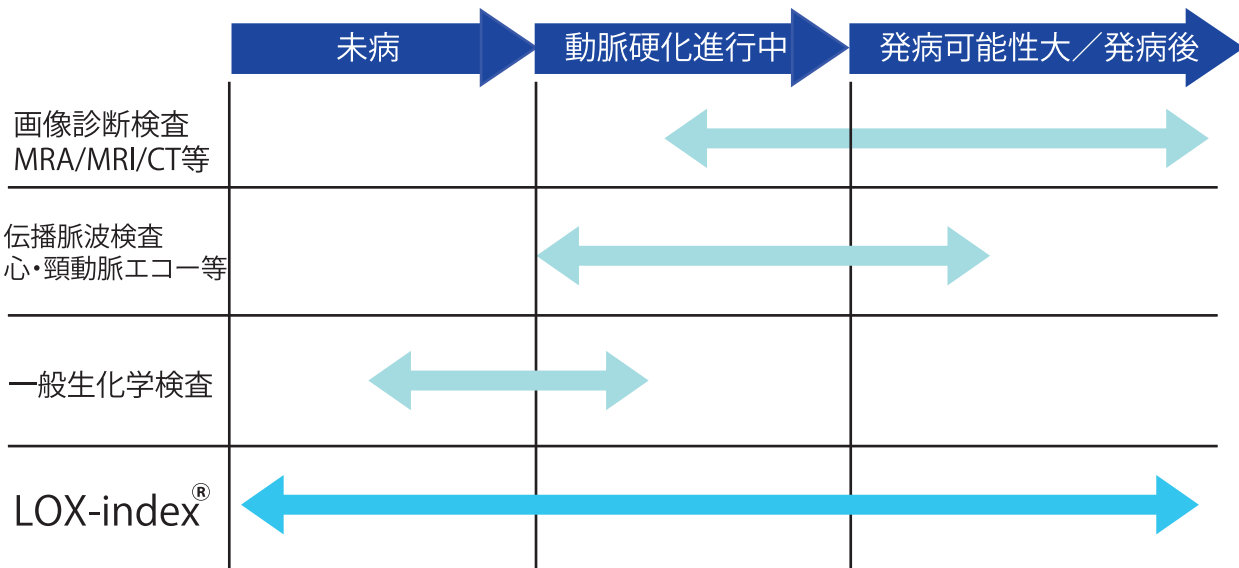 未病
動脈硬化進行中
発病可能性大／発病後
画像診断検査
MRA/MRI/CT等
伝播脈波検査
心・頸動脈エコー等
一般生化学検査
LOX-index®